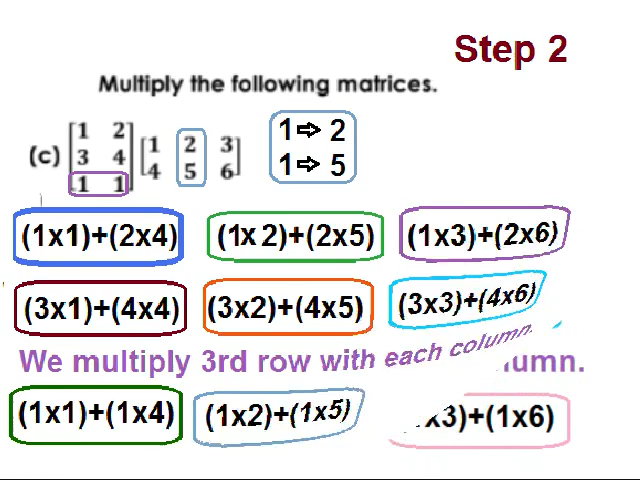 Step 2
Multiply the following matrices.
(c) [1 2] [1 2 3] 1⇨ 2
3 4 4 5 6 1⇨ 5
1 1
(1x1)+(2x4) (1x2)+(2x5) (1x3)+(2x6)
(3x1)+(4x4) (3x2)+(4x5) (3x3)+(4x6)
We multiply 3rd row with each column.
(1x1)+(1x4) (1x2)+(1x5) x3)+(1x6)